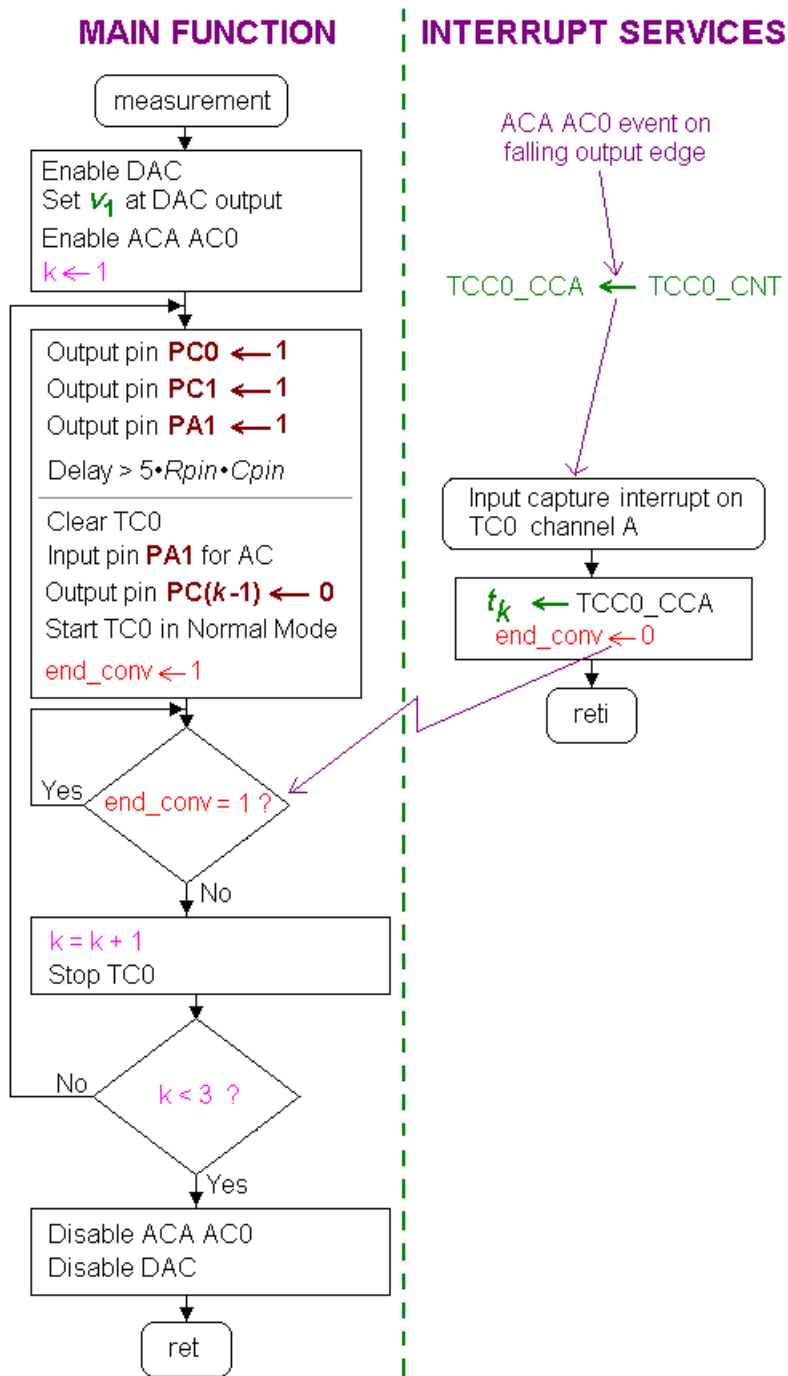 MAIN FUNCTION
measurement
Enable DAC
Set v1 at DAC output
Enable ACA AC0
k ← 1
Output pin PC0 ← 1
Output pin PC1 ← 1
Output pin PA1 ← 1
Delay > 5•Rpin•Cpin
Clear TC0
Input pin PA1 for AC
Output pin PC(k-1) ← 0
Start TC0 in Normal Mode
end_conv ← 1
Yes
end_conv = 1 ?
No
k = k + 1
Stop TC0
No
k < 3 ?
Yes
Disable ACA AC0
Disable DAC
ret
INTERRUPT SERVICES
ACA AC0 event on
falling output edge
TCC0_CCA ← TCC0_CNT
Input capture interrupt on
TC0 channel A
tk ← TCC0_CCA
end_conv ← 0
reti